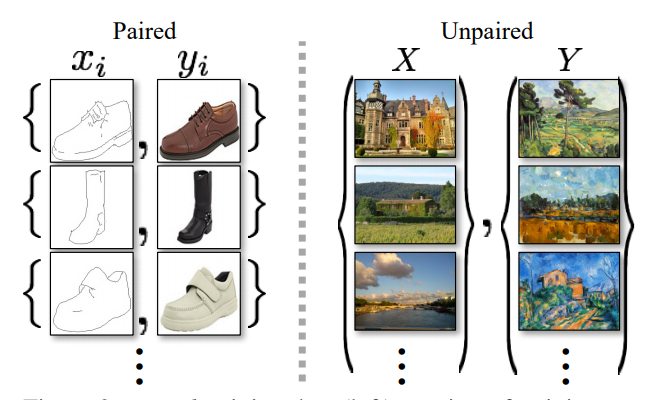 Paired
Unpaired
x_i
y_i
X
Y
{ , }
{ , }
{ , }
( , )